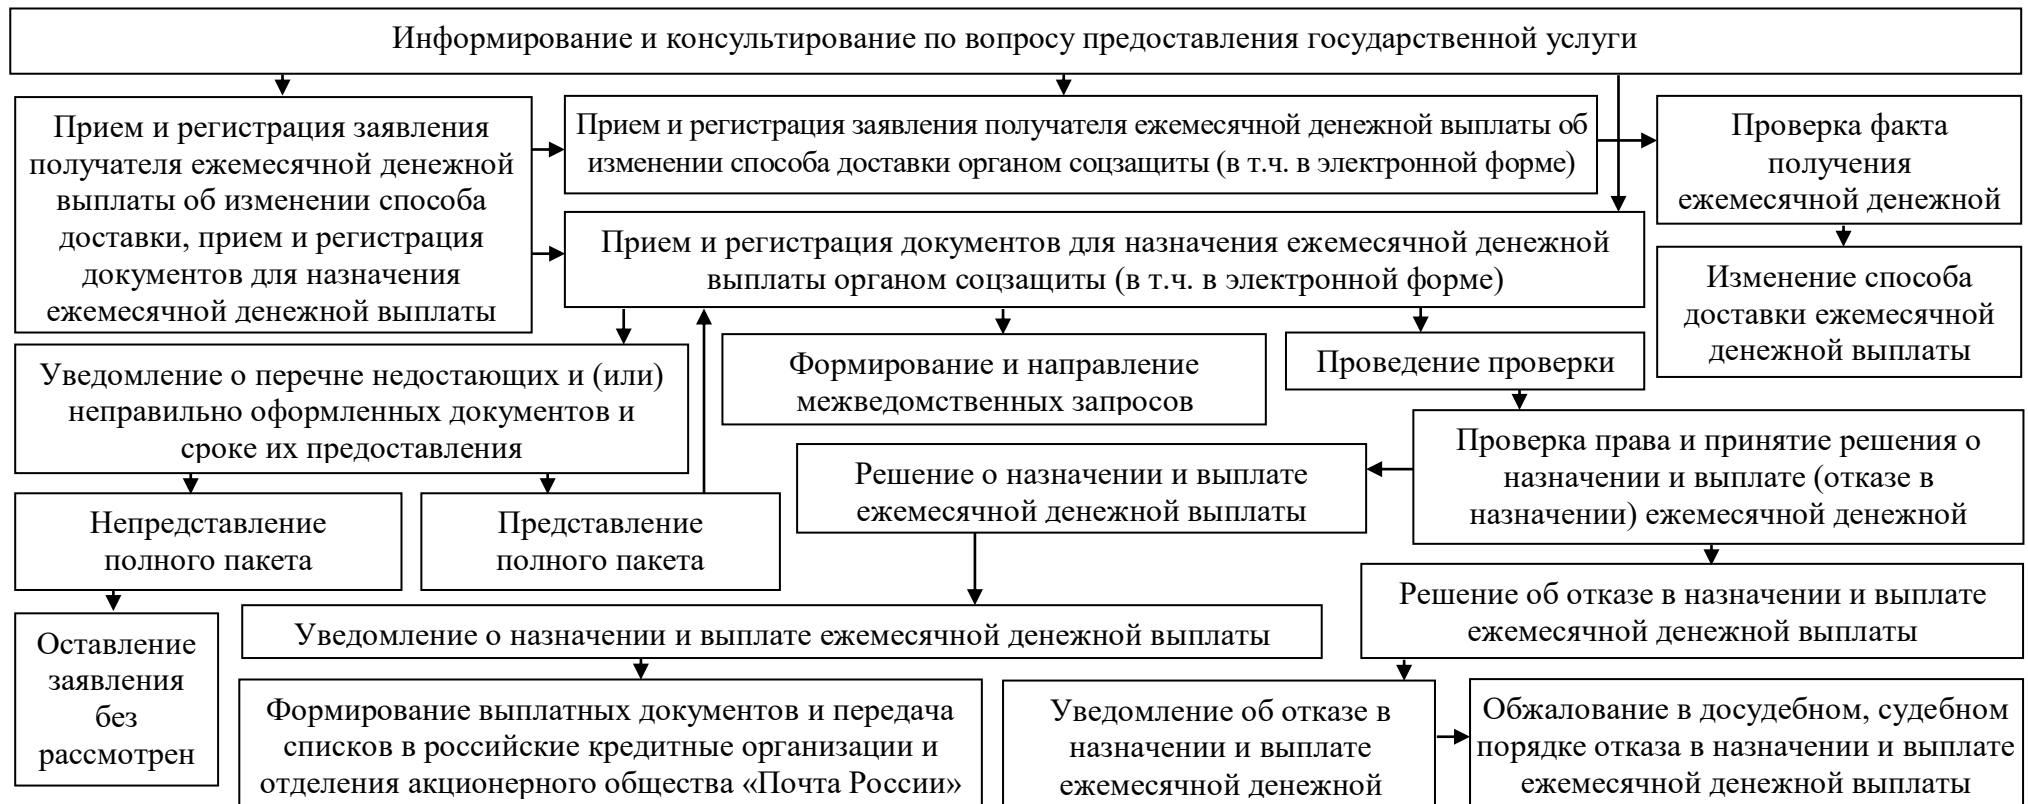 Информирование и консультирование по вопросу предоставления государственной услуги
Прием и регистрация заявления
получателя ежемесячной денежной
выплаты об изменении способа
доставки, прием и регистрация
документов для назначения
ежемесячной денежной выплаты
Прием и регистрация заявления получателя ежемесячной денежной выплаты об
изменении способа доставки органом соцзащиты (в т.ч. в электронной форме)
Проверка факта
получения
ежемесячной денежной
Прием и регистрация документов для назначения ежемесячной денежной
выплаты органом соцзащиты (в т.ч. в электронной форме)
Изменение способа
доставки ежемесячной
денежной выплаты
Уведомление о перечне недостающих и (или)
неправильно оформленных документов и
сроке их предоставления
Формирование и направление
межведомственных запросов
Проведение проверки
Проверка права и принятие решения о
назначении и выплате (отказе в
назначении) ежемесячной денежной
Решение о назначении и выплате
ежемесячной денежной выплаты
Непредставление
полного пакета
Представление
полного пакета
Решение об отказе в назначении и выплате
ежемесячной денежной выплаты
Оставление
заявления
без
рассмотрен
Уведомление о назначении и выплате ежемесячной денежной выплаты
Формирование выплатных документов и передача
списков в российские кредитные организации и
отделения акционерного общества «Почта России»
Уведомление об отказе в
назначении и выплате
ежемесячной денежной
Обжалование в досудебном, судебном
порядке отказа в назначении и выплате
ежемесячной денежной выплаты